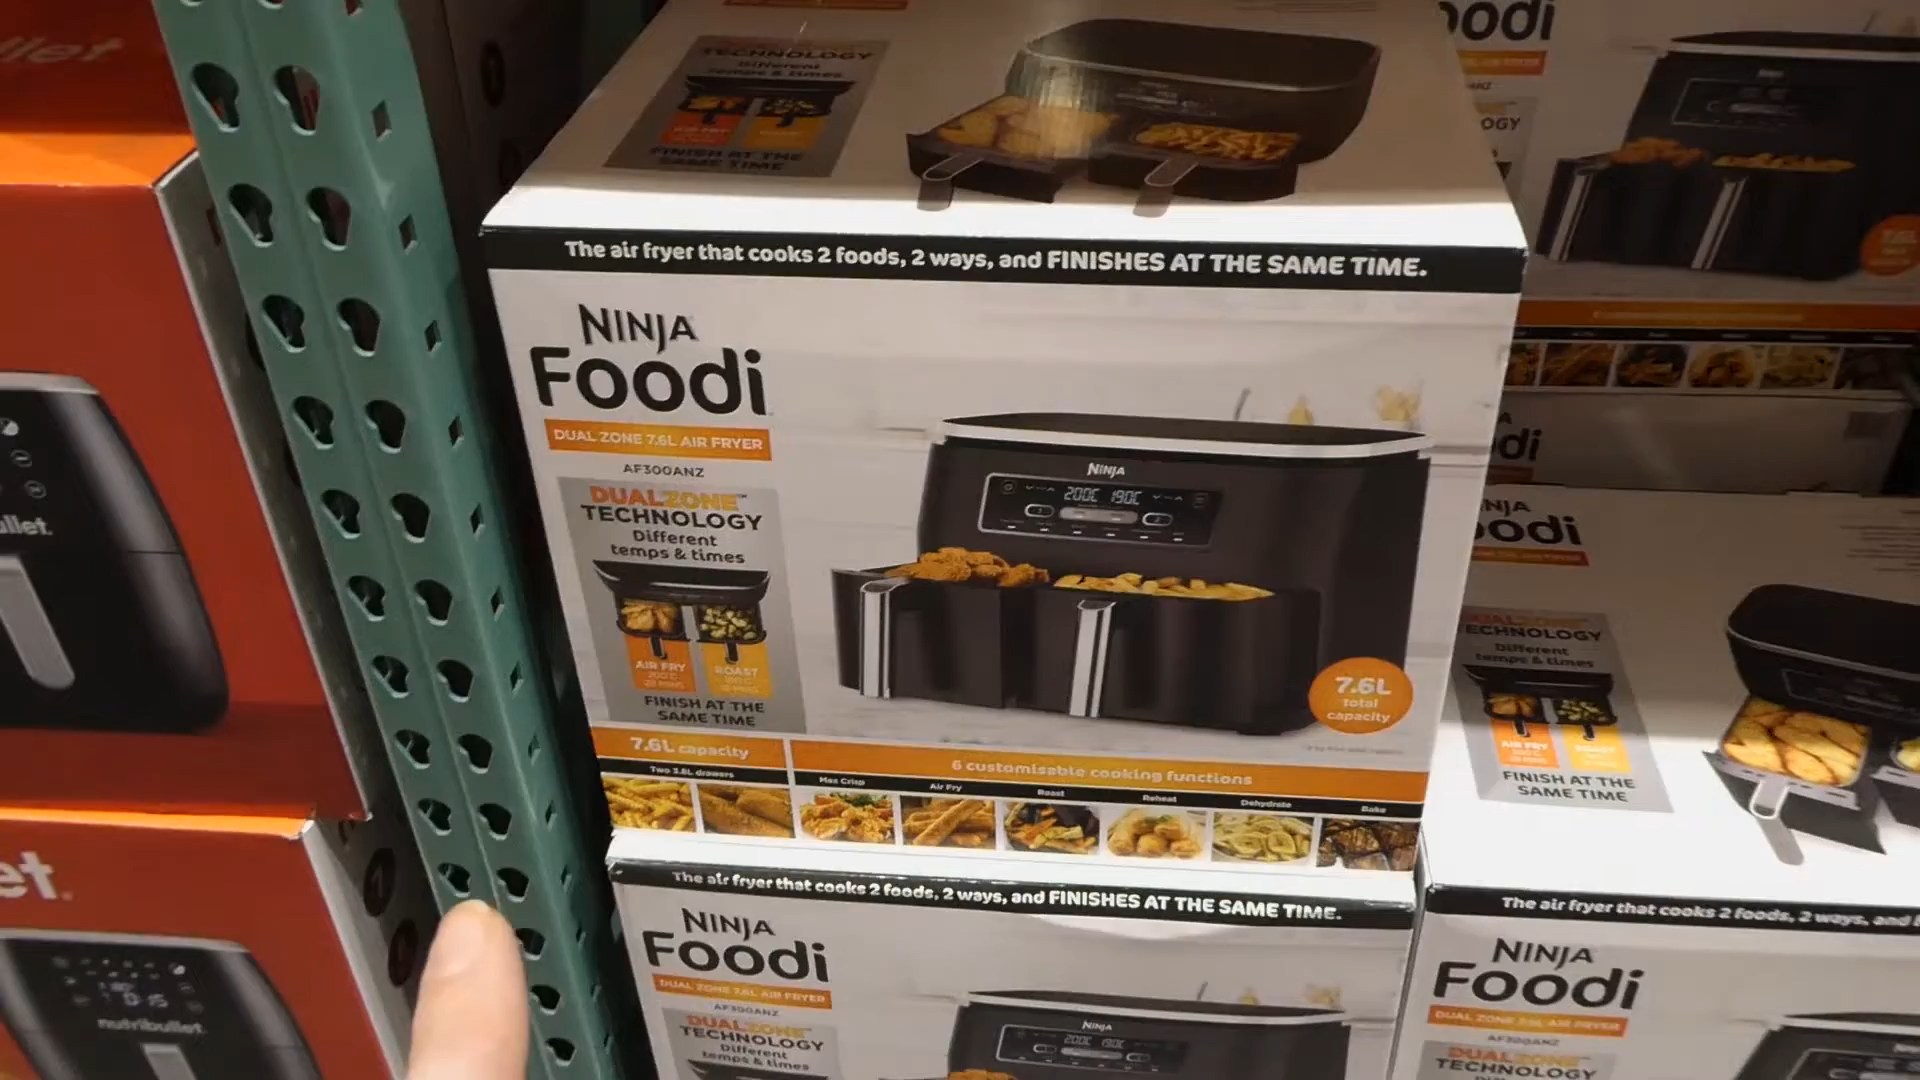 TECHNOLOGY
Different
temps & times
FINISH AT THE
SAME TIME
The air fryer that cooks 2 foods, 2 ways, and FINISHES AT THE SAME TIME.
NINJA
Foodi
DUAL ZONE 7.6L AIR FRYER
AF300ANZ
DUALZONE™
TECHNOLOGY
Different
temps & times
AIR FRY
200°C
ROAST
FINISH AT THE
SAME TIME
NINJA
200C 190C
7.6L
total
capacity
7.6L capacity
6 customisable cooking functions
Two 3.8L drawers
Max Crisp
Air Fry
Roast
Reheat
Dehydrate
Bake
The air fryer that cooks 2 foods, 2 ways, and FINISHES AT THE SAME TIME.
NINJA
Foodi
DUAL ZONE 7.6L AIR FRYER
AF300ANZ
DUALZONE™
TECHNOLOGY
Different
temps & times
NINJA
200C 190C
oodi
OGY
odi
NJA
oodi
ECHNOLOGY
Different
temps & times
AIR FRY
ROAST
FINISH AT THE
SAME TIME
The air fryer that cooks 2 foods, 2 ways, and
NINJA
Foodi
DUAL ZONE 7.6L AIR FRYER
AF300ANZ
DUALZONE™
TECHNOLOGY
llet
ullet.
et.
nutribullet.